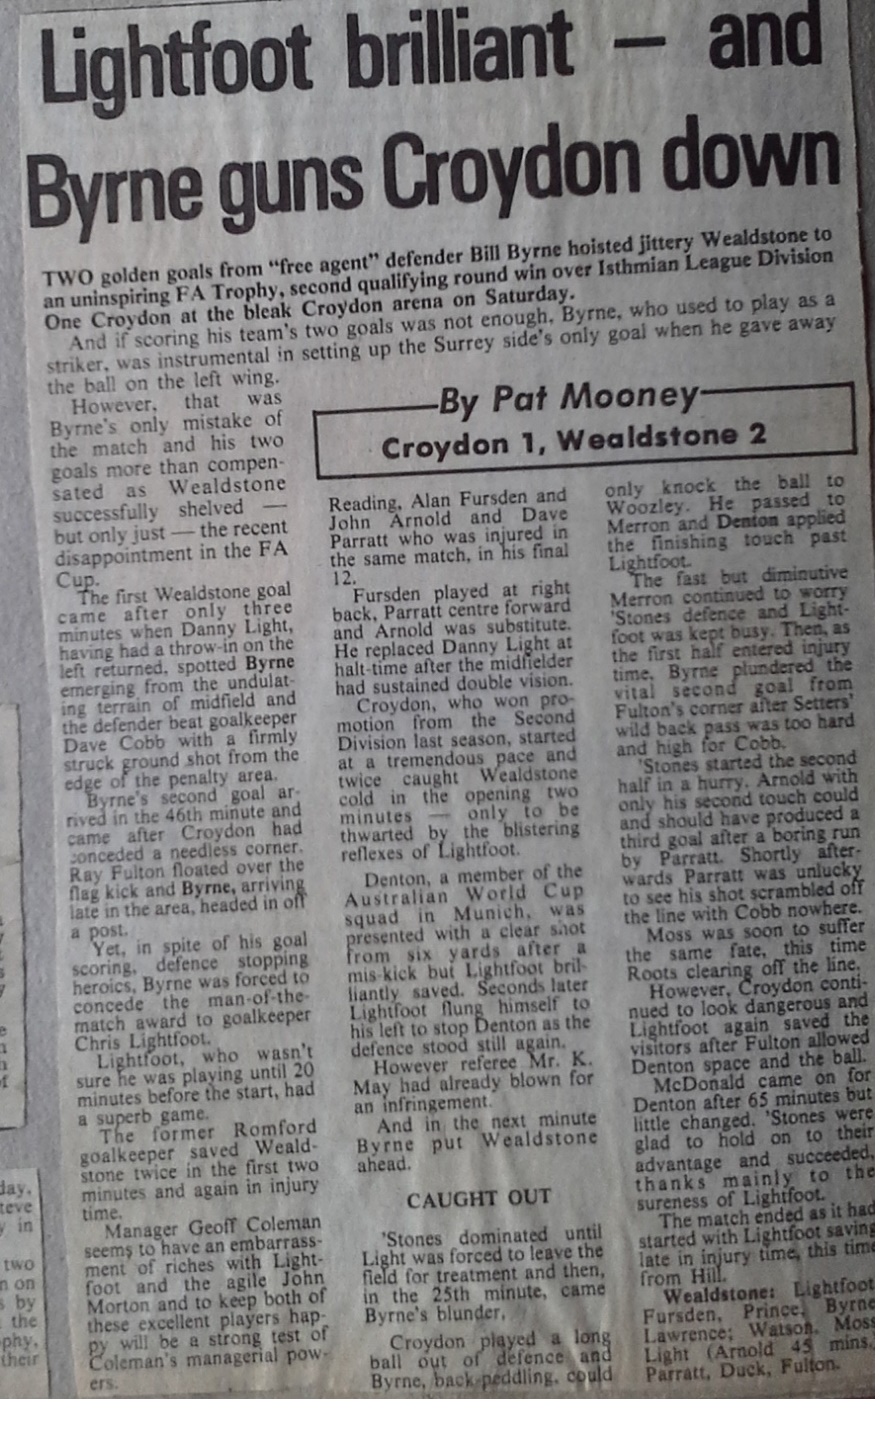 Lightfoot brilliant — and
Byrne guns Croydon down
TWO golden goals from "free agent" defender Bill Byrne hoisted jittery Wealdstone to
an uninspiring FA Trophy, second qualifying round win over Isthmian League Division
One Croydon at the bleak Croydon arena on Saturday.
And if scoring his team's two goals was not enough, Byrne, who used to play as a
striker, was instrumental in setting up the Surrey side's only goal when he gave away
the ball on the left wing.
However, that was
Byrne's only mistake of
the match and his two
goals more than compen-
sated as Wealdstone
successfully shelved —
but only just — the recent
disappointment in the FA
Cup.
The first Wealdstone goal
came after only three
minutes when Danny Light,
having had a throw-in on the
left returned, spotted Byrne
emerging from the undulat-
ing terrain of midfield and
the defender beat goalkeeper
Dave Cobb with a firmly
struck ground shot from the
edge of the penalty area.
Byrne's second goal ar-
rived in the 46th minute and
came after Croydon had
conceded a needless corner.
Ray Fulton floated over the
flag kick and Byrne, arriving
late in the area, headed in off
a post.
Yet, in spite of his goal
scoring, defence stopping
heroics, Byrne was forced to
concede the man-of-the-
match award to goalkeeper
Chris Lightfoot.
Lightfoot, who wasn't
sure he was playing until 20
minutes before the start, had
a superb game.
The former Romford
goalkeeper saved Weald-
stone twice in the first two
minutes and again in injury
time.
Manager Geoff Coleman
seems to have an embarrass-
ment of riches with Light-
foot and the agile John
Morton and to keep both of
these excellent players hap-
py will be a strong test of
Coleman's managerial pow-
ers.
By Pat Mooney
Croydon 1, Wealdstone 2
Reading, Alan Fursden and
John Arnold and Dave
Parratt who was injured in
the same match, in his final
12.
Fursden played at right
back, Parratt centre forward
and Arnold was substitute.
He replaced Danny Light at
halt-time after the midfielder
had sustained double vision.
Croydon, who won pro-
motion from the Second
Division last season, started
at a tremendous pace and
twice caught Wealdstone
cold in the opening two
minutes — only to be
thwarted by the blistering
reflexes of Lightfoot.
Denton, a member of the
Australian World Cup
squad in Munich, was
presented with a clear shot
from six yards after a
mis-kick but Lightfoot bril-
liantly saved. Seconds later
Lightfoot flung himself to
his left to stop Denton as the
defence stood still again.
However referee Mr. K.
May had already blown for
an infringement.
And in the next minute
Byrne put Wealdstone
ahead.
CAUGHT OUT
'Stones dominated until
Light was forced to leave the
field for treatment and then,
in the 25th minute, came
Byrne's blunder,
Croydon played a long
ball out of defence and
Byrne, back-peddling, could
only knock the ball to
Woozley. He passed to
Merron and Denton applied
the finishing touch past
Lightfoot.
The fast but diminutive
Merron continued to worry
'Stones defence and Light-
foot was kept busy. Then, as
the first half entered injury
time, Byrne plundered the
vital second goal from
Fulton's corner after Setters'
wild back pass was too hard
and high for Cobb.
'Stones started the second
half in a hurry. Arnold with
only his second touch could
and should have produced a
third goal after a boring run
by Parratt. Shortly after-
wards Parratt was unlucky
to see his shot scrambled off
the line with Cobb nowhere.
Moss was soon to suffer
the same fate, this time
Roots clearing off the line.
However, Croydon conti-
nued to look dangerous and
Lightfoot again saved the
visitors after Fulton allowed
Denton space and the ball.
McDonald came on for
Denton after 65 minutes but
little changed. 'Stones were
glad to hold on to their
advantage and succeeded,
thanks mainly to the
sureness of Lightfoot.
The match ended as it had
started with Lightfoot saving
late in injury time, this time
from Hill.
Wealdstone: Lightfoot
Fursden, Prince, Byrne
Lawrence; Watson, Moss
Light (Arnold 45 mins.
Parratt, Duck, Fulton.
day,
teve
y in
two
n on
s by
the
phy,
their